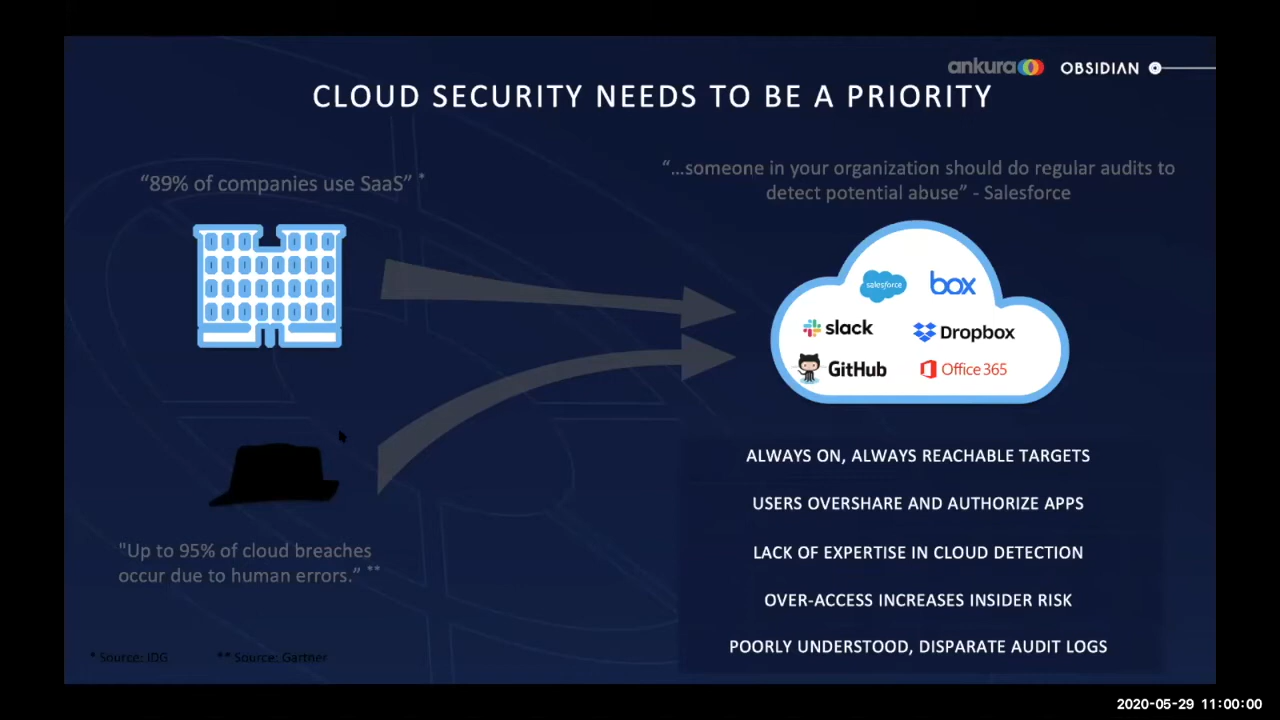 ankura OBSIDIAN
CLOUD SECURITY NEEDS TO BE A PRIORITY
“89% of companies use SaaS” *
“...someone in your organization should do regular audits to
detect potential abuse” - Salesforce
salesforce box
slack Dropbox
GitHub Office 365
"Up to 95% of cloud breaches
occur due to human errors.” **
ALWAYS ON, ALWAYS REACHABLE TARGETS
USERS OVERSHARE AND AUTHORIZE APPS
LACK OF EXPERTISE IN CLOUD DETECTION
OVER-ACCESS INCREASES INSIDER RISK
POORLY UNDERSTOOD, DISPARATE AUDIT LOGS
* Source: IDG ** Source: Gartner
2020-05-29 11:00:00